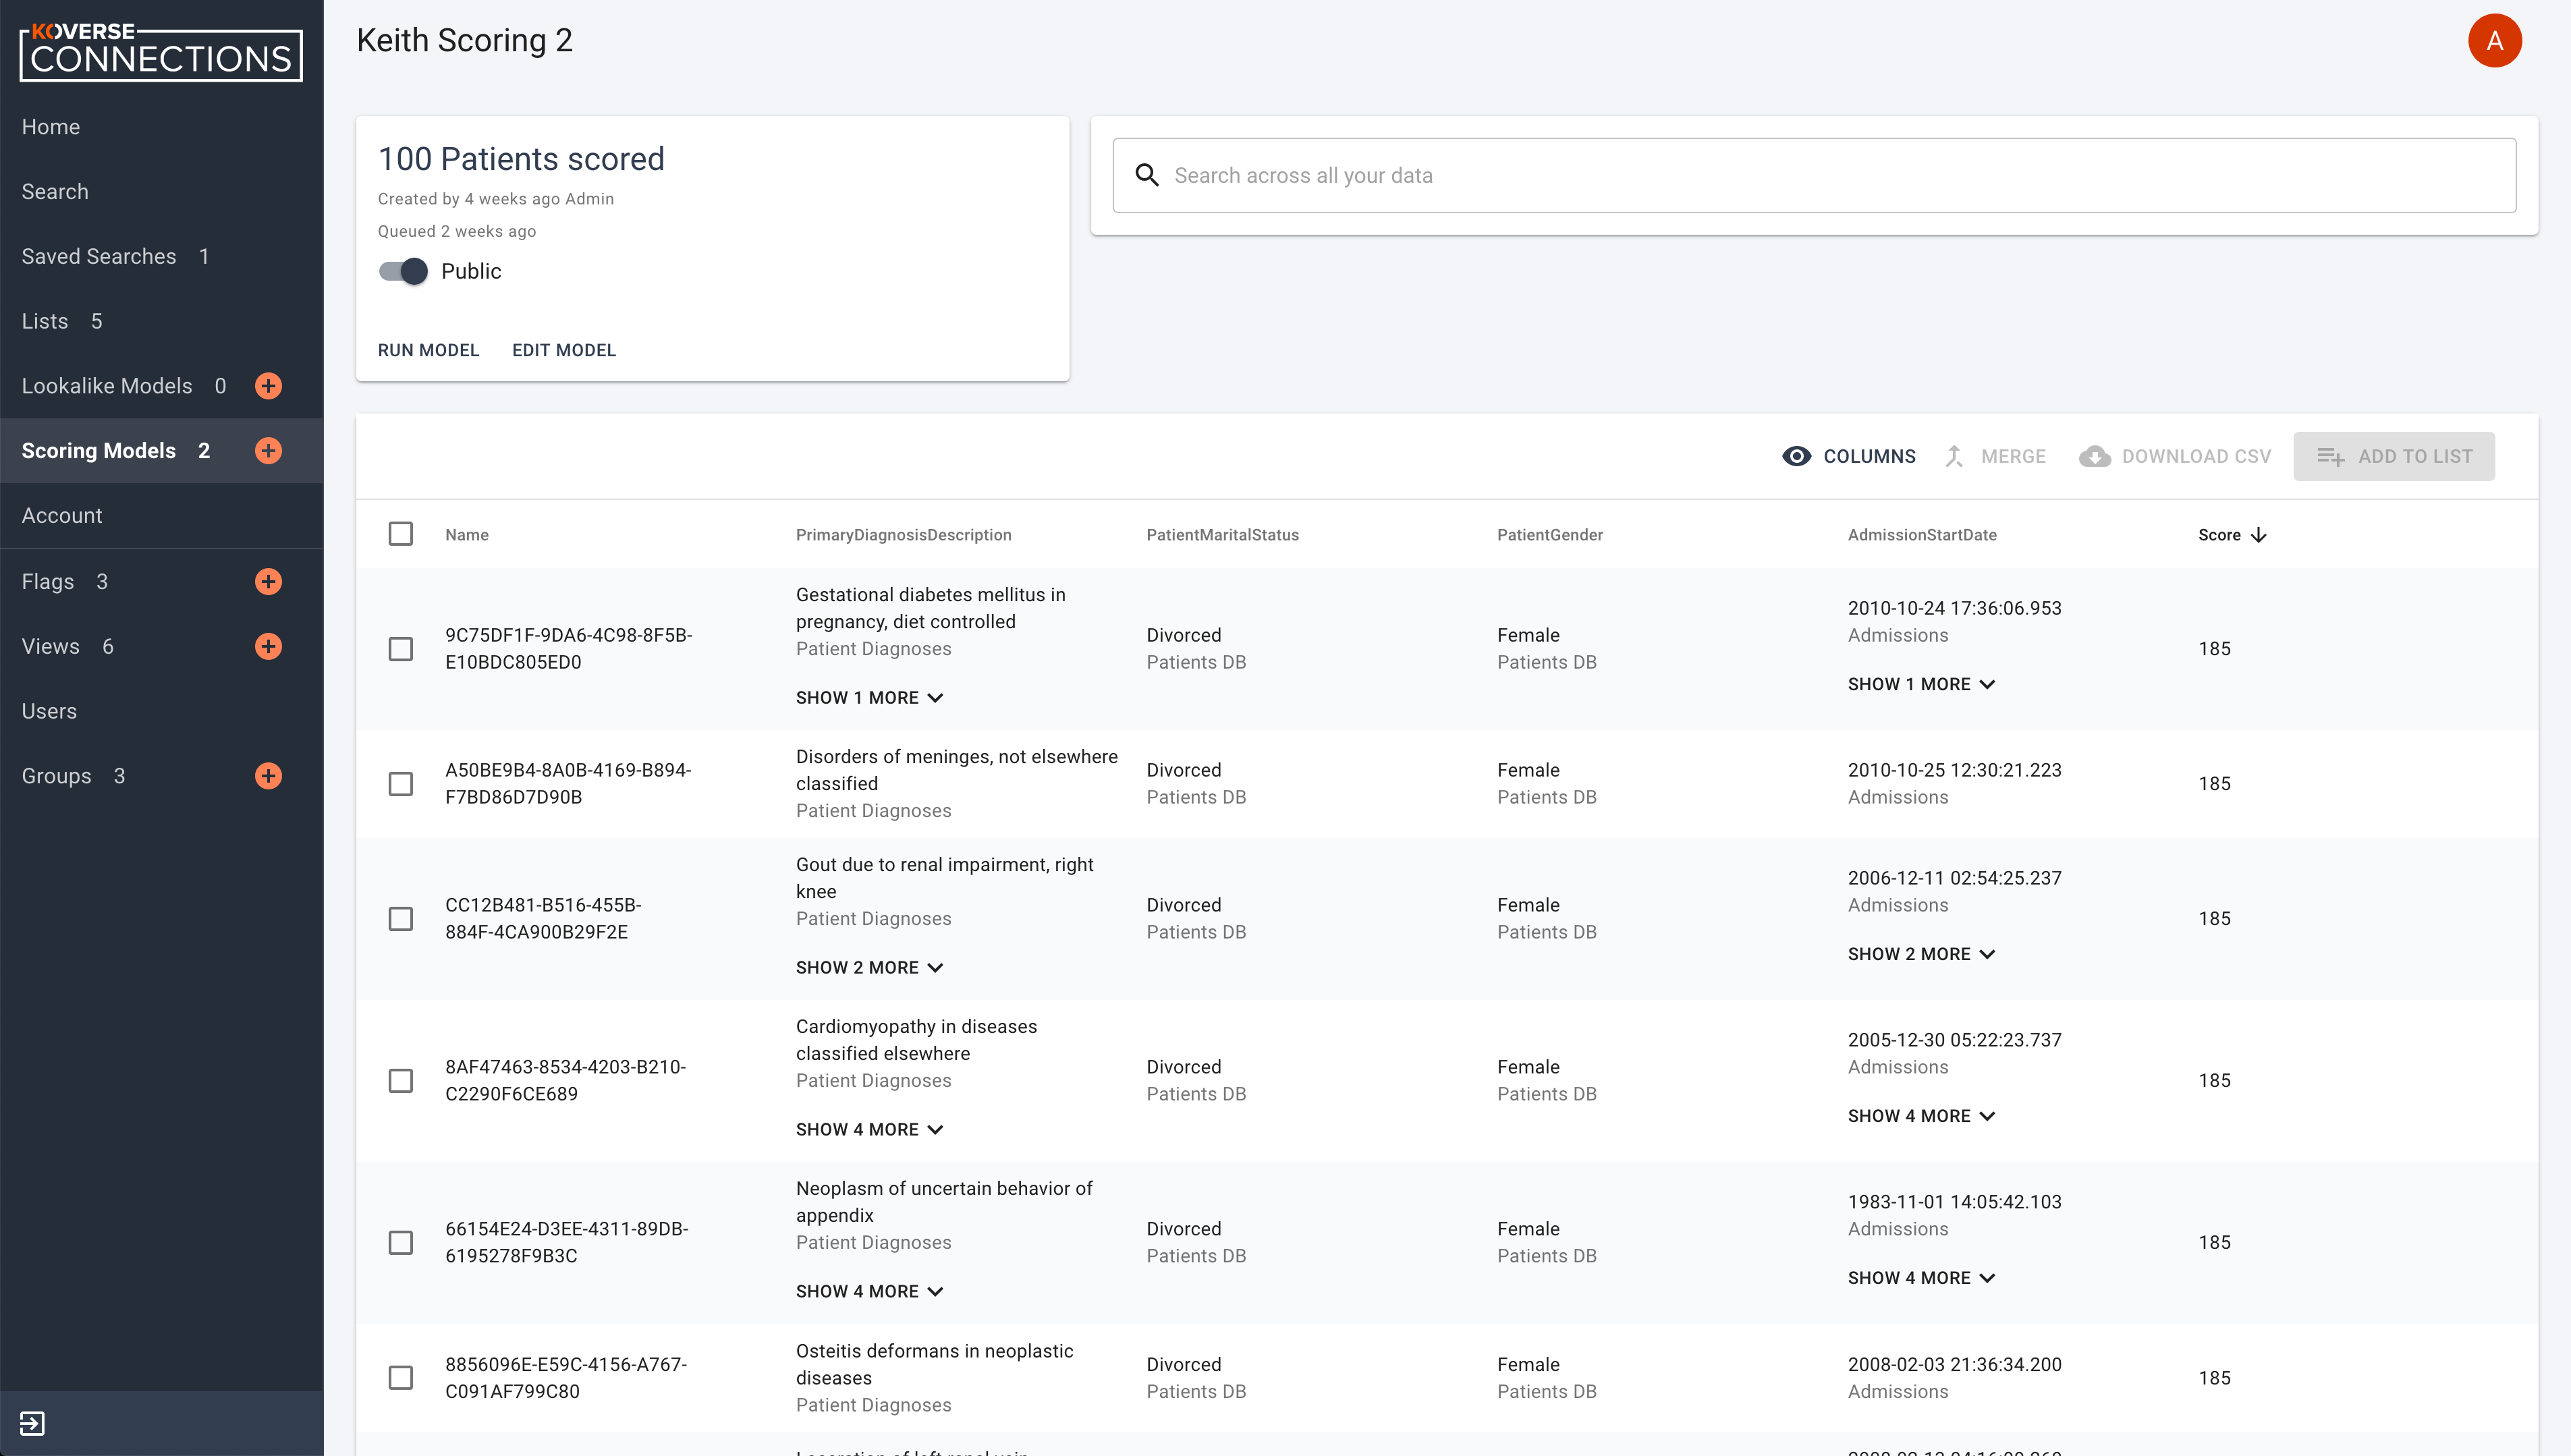 KOVERSE
CONNECTIONS
Home
Search
Saved Searches 1
Lists 5
Lookalike Models 0
Scoring Models 2
Account
Flags 3
Views 6
Users
Groups 3
Keith Scoring 2
A
100 Patients scored
Created by 4 weeks ago Admin
Queued 2 weeks ago
Public
RUN MODEL EDIT MODEL
Search across all your data
COLUMNS MERGE DOWNLOAD CSV ADD TO LIST
Name PrimaryDiagnosisDescription PatientMaritalStatus PatientGender AdmissionStartDate Score
9C75DF1F-9DA6-4C98-8F5B-
E10BDC805ED0
Gestational diabetes mellitus in
pregnancy, diet controlled
Patient Diagnoses
SHOW 1 MORE
Divorced
Patients DB
Female
Patients DB
2010-10-24 17:36:06.953
Admissions
SHOW 1 MORE
185
A50BE9B4-8A0B-4169-B894-
F7BD86D7D90B
Disorders of meninges, not elsewhere
classified
Patient Diagnoses
Divorced
Patients DB
Female
Patients DB
2010-10-25 12:30:21.223
Admissions
185
CC12B481-B516-455B-
884F-4CA900B29F2E
Gout due to renal impairment, right
knee
Patient Diagnoses
SHOW 2 MORE
Divorced
Patients DB
Female
Patients DB
2006-12-11 02:54:25.237
Admissions
SHOW 2 MORE
185
8AF47463-8534-4203-B210-
C2290F6CE689
Cardiomyopathy in diseases
classified elsewhere
Patient Diagnoses
SHOW 4 MORE
Divorced
Patients DB
Female
Patients DB
2005-12-30 05:22:23.737
Admissions
SHOW 4 MORE
185
66154E24-D3EE-4311-89DB-
6195278F9B3C
Neoplasm of uncertain behavior of
appendix
Patient Diagnoses
SHOW 4 MORE
Divorced
Patients DB
Female
Patients DB
1983-11-01 14:05:42.103
Admissions
SHOW 4 MORE
185
8856096E-E59C-4156-A767-
C091AF799C80
Osteitis deformans in neoplastic
diseases
Patient Diagnoses
Divorced
Patients DB
Female
Patients DB
2008-02-03 21:36:34.200
Admissions
185